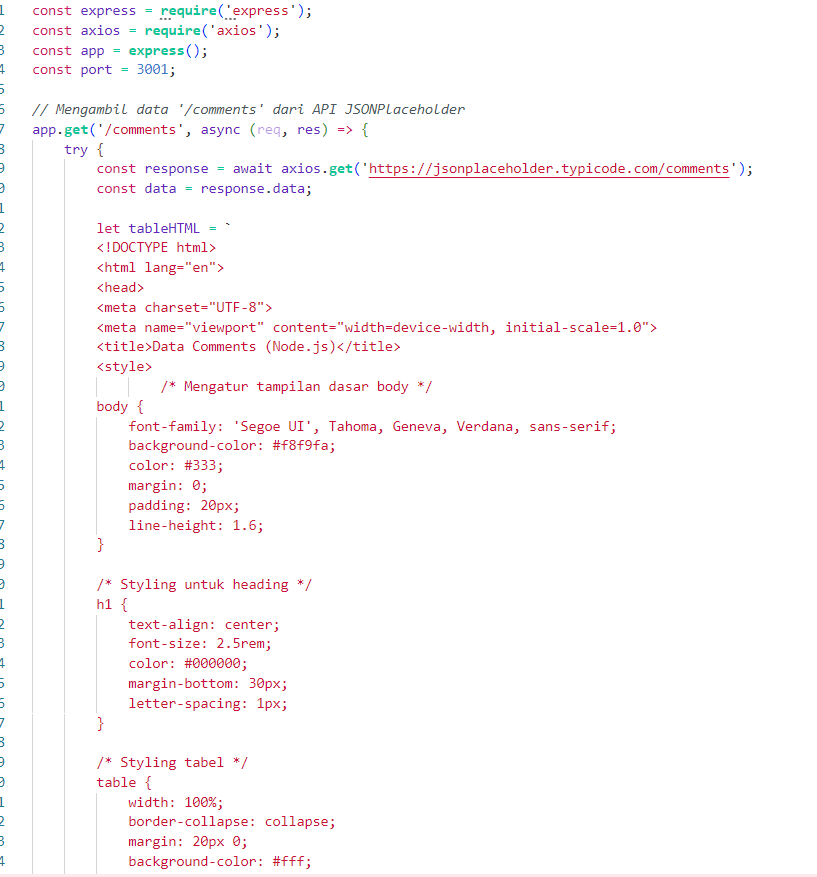 1 const express = require('express');
2 const axios = require('axios');
3 const app = express();
4 const port = 3001;
5
6 // Mengambil data '/comments' dari API JSONPlaceholder
7 app.get('/comments', async (req, res) => {
8 try {
9 const response = await axios.get('https://jsonplaceholder.typicode.com/comments');
0 const data = response.data;
1
2 let tableHTML = `
3 <!DOCTYPE html>
4 <html lang="en">
5 <head>
6 <meta charset="UTF-8">
7 <meta name="viewport" content="width=device-width, initial-scale=1.0">
8 <title>Data Comments (Node.js)</title>
9 <style>
0 /* Mengatur tampilan dasar body */
1 body {
2 font-family: 'Segoe UI', Tahoma, Geneva, Verdana, sans-serif;
3 background-color: #f8f9fa;
4 color: #333;
5 margin: 0;
6 padding: 20px;
7 line-height: 1.6;
8 }
9
0 /* Styling untuk heading */
1 h1 {
2 text-align: center;
3 font-size: 2.5rem;
4 color: #000000;
5 margin-bottom: 30px;
6 letter-spacing: 1px;
7 }
8
9 /* Styling tabel */
0 table {
1 width: 100%;
2 border-collapse: collapse;
3 margin: 20px 0;
4 background-color: #fff;